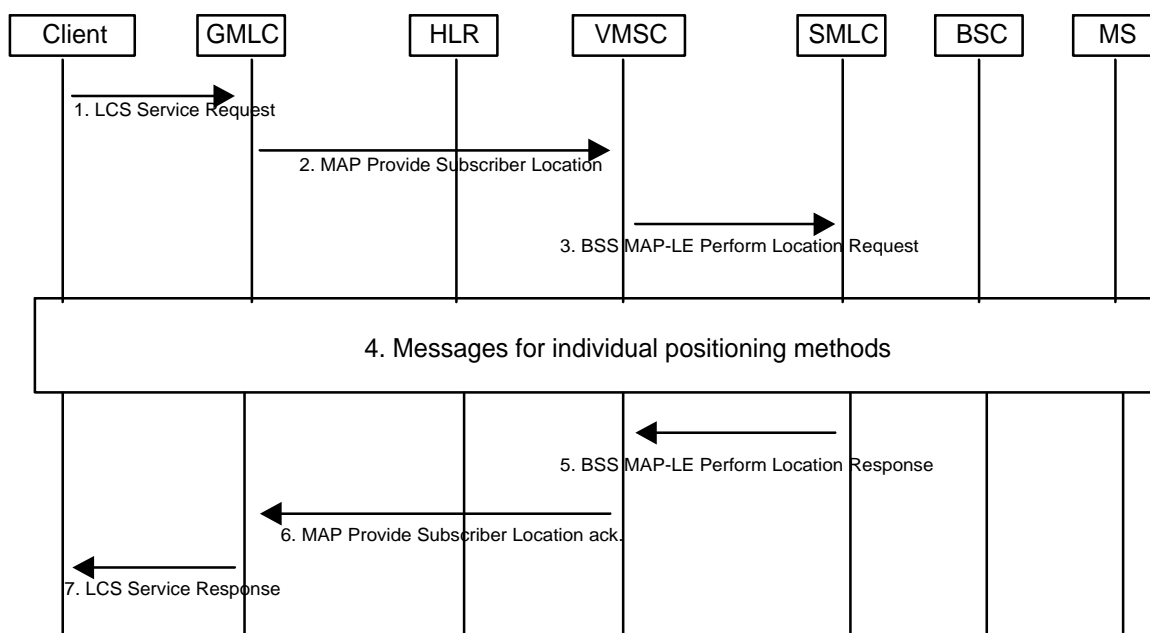 Client GMLC HLR VMSC SMLC BSC MS
1. LCS Service Request
2. MAP Provide Subscriber Location
3. BSS MAP-LE Perform Location Request
4. Messages for individual positioning methods
5. BSS MAP-LE Perform Location Response
6. MAP Provide Subscriber Location ack.
7. LCS Service Response